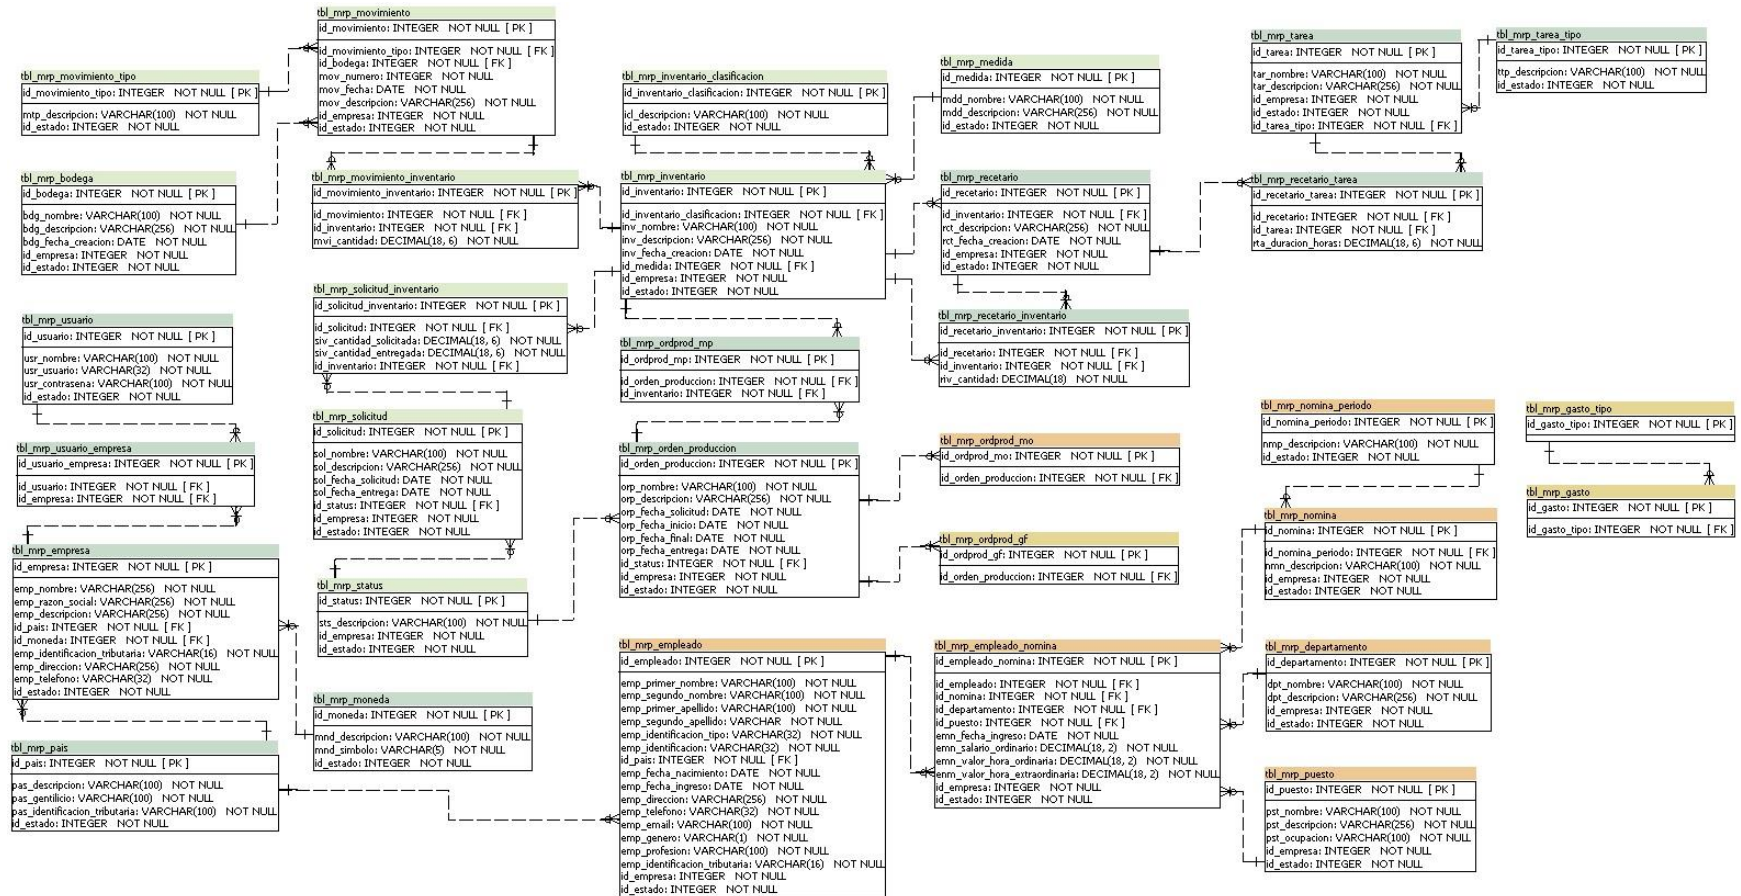 tbl_mrp_movimiento
id_movimiento: INTEGER NOT NULL [ PK ]
id_movimiento_tipo: INTEGER NOT NULL [ FK ]
id_bodega: INTEGER NOT NULL [ FK ]
mov_numero: INTEGER NOT NULL
mov_fecha: DATE NOT NULL
mov_descripcion: VARCHAR(256) NOT NULL
id_empresa: INTEGER NOT NULL
id_estado: INTEGER NOT NULL
tbl_mrp_movimiento_tipo
id_movimiento_tipo: INTEGER NOT NULL [ PK ]
mtp_descripcion: VARCHAR(100) NOT NULL
id_estado: INTEGER NOT NULL
tbl_mrp_inventario_clasificacion
id_inventario_clasificacion: INTEGER NOT NULL [ PK ]
icl_descripcion: VARCHAR(100) NOT NULL
id_estado: INTEGER NOT NULL
tbl_mrp_medida
id_medida: INTEGER NOT NULL [ PK ]
mdd_nombre: VARCHAR(100) NOT NULL
mdd_descripcion: VARCHAR(256) NOT NULL
id_estado: INTEGER NOT NULL
tbl_mrp_tarea
id_tarea: INTEGER NOT NULL [ PK ]
tar_nombre: VARCHAR(100) NOT NULL
tar_descripcion: VARCHAR(256) NOT NULL
id_empresa: INTEGER NOT NULL
id_estado: INTEGER NOT NULL
id_tarea_tipo: INTEGER NOT NULL [ FK ]
tbl_mrp_tarea_tipo
id_tarea_tipo: INTEGER NOT NULL [ PK ]
ttp_descripcion: VARCHAR(100) NOT NULL
id_estado: INTEGER NOT NULL
tbl_mrp_bodega
id_bodega: INTEGER NOT NULL [ PK ]
bdg_nombre: VARCHAR(100) NOT NULL
bdg_descripcion: VARCHAR(256) NOT NULL
bdg_fecha_creacion: DATE NOT NULL
id_empresa: INTEGER NOT NULL
id_estado: INTEGER NOT NULL
tbl_mrp_movimiento_inventario
id_movimiento_inventario: INTEGER NOT NULL [ PK ]
id_movimiento: INTEGER NOT NULL [ FK ]
id_inventario: INTEGER NOT NULL [ FK ]
mvi_cantidad: DECIMAL(18, 6) NOT NULL
tbl_mrp_inventario
id_inventario: INTEGER NOT NULL [ PK ]
id_inventario_clasificacion: INTEGER NOT NULL [ FK ]
inv_nombre: VARCHAR(100) NOT NULL
inv_descripcion: VARCHAR(256) NOT NULL
inv_fecha_creacion: DATE NOT NULL
id_medida: INTEGER NOT NULL [ FK ]
id_empresa: INTEGER NOT NULL
id_estado: INTEGER NOT NULL
tbl_mrp_recetario
id_recetario: INTEGER NOT NULL [ PK ]
id_inventario: INTEGER NOT NULL [ FK ]
rct_descripcion: VARCHAR(256) NOT NULL
rct_fecha_creacion: DATE NOT NULL
id_empresa: INTEGER NOT NULL
id_estado: INTEGER NOT NULL
tbl_mrp_recetario_tarea
id_recetario_tarea: INTEGER NOT NULL [ PK ]
id_recetario: INTEGER NOT NULL [ FK ]
id_tarea: INTEGER NOT NULL [ FK ]
rta_duracion_horas: DECIMAL(18, 6) NOT NULL
tbl_mrp_solicitud_inventario
id_solicitud_inventario: INTEGER NOT NULL [ PK ]
id_solicitud: INTEGER NOT NULL [ FK ]
siv_cantidad_solicitada: DECIMAL(18, 6) NOT NULL
siv_cantidad_entregada: DECIMAL(18, 6) NOT NULL
id_inventario: INTEGER NOT NULL [ FK ]
tbl_mrp_usuario
id_usuario: INTEGER NOT NULL [ PK ]
usr_nombre: VARCHAR(100) NOT NULL
usr_usuario: VARCHAR(32) NOT NULL
usr_contrasena: VARCHAR(100) NOT NULL
id_estado: INTEGER NOT NULL
tbl_mrp_ordprod_mp
id_ordprod_mp: INTEGER NOT NULL [ PK ]
id_orden_produccion: INTEGER NOT NULL [ FK ]
id_inventario: INTEGER NOT NULL [ FK ]
tbl_mrp_recetario_inventario
id_recetario_inventario: INTEGER NOT NULL [ PK ]
id_recetario: INTEGER NOT NULL [ FK ]
id_inventario: INTEGER NOT NULL [ FK ]
riv_cantidad: DECIMAL(18) NOT NULL
tbl_mrp_usuario_empresa
id_usuario_empresa: INTEGER NOT NULL [ PK ]
id_usuario: INTEGER NOT NULL [ FK ]
id_empresa: INTEGER NOT NULL [ FK ]
tbl_mrp_solicitud
id_solicitud: INTEGER NOT NULL [ PK ]
sol_nombre: VARCHAR(100) NOT NULL
sol_descripcion: VARCHAR(256) NOT NULL
sol_fecha_solicitud: DATE NOT NULL
sol_fecha_entrega: DATE NOT NULL
id_status: INTEGER NOT NULL [ FK ]
id_empresa: INTEGER NOT NULL
id_estado: INTEGER NOT NULL
tbl_mrp_orden_produccion
id_orden_produccion: INTEGER NOT NULL [ PK ]
orp_nombre: VARCHAR(100) NOT NULL
orp_descripcion: VARCHAR(256) NOT NULL
orp_fecha_solicitud: DATE NOT NULL
orp_fecha_inicio: DATE NOT NULL
orp_fecha_final: DATE NOT NULL
orp_fecha_entrega: DATE NOT NULL
id_status: INTEGER NOT NULL [ FK ]
id_empresa: INTEGER NOT NULL
id_estado: INTEGER NOT NULL
tbl_mrp_ordprod_mo
id_ordprod_mo: INTEGER NOT NULL [ PK ]
id_orden_produccion: INTEGER NOT NULL [ FK ]
tbl_mrp_ordprod_gf
id_ordprod_gf: INTEGER NOT NULL [ PK ]
id_orden_produccion: INTEGER NOT NULL [ FK ]
tbl_mrp_nomina_periodo
id_nomina_periodo: INTEGER NOT NULL [ PK ]
nmp_descripcion: VARCHAR(100) NOT NULL
id_estado: INTEGER NOT NULL
tbl_mrp_gasto_tipo
id_gasto_tipo: INTEGER NOT NULL [ PK ]
tbl_mrp_gasto
id_gasto: INTEGER NOT NULL [ PK ]
id_gasto_tipo: INTEGER NOT NULL [ FK ]
tbl_mrp_nomina
id_nomina: INTEGER NOT NULL [ PK ]
id_nomina_periodo: INTEGER NOT NULL [ FK ]
nmn_descripcion: VARCHAR(100) NOT NULL
id_empresa: INTEGER NOT NULL
id_estado: INTEGER NOT NULL
tbl_mrp_empresa
id_empresa: INTEGER NOT NULL [ PK ]
emp_nombre: VARCHAR(256) NOT NULL
emp_razon_social: VARCHAR(256) NOT NULL
emp_descripcion: VARCHAR(256) NOT NULL
id_pais: INTEGER NOT NULL [ FK ]
id_moneda: INTEGER NOT NULL [ FK ]
emp_identificacion_tributaria: VARCHAR(16) NOT NULL
emp_direccion: VARCHAR(256) NOT NULL
emp_telefono: VARCHAR(32) NOT NULL
id_estado: INTEGER NOT NULL
tbl_mrp_status
id_status: INTEGER NOT NULL [ PK ]
sts_descripcion: VARCHAR(100) NOT NULL
id_empresa: INTEGER NOT NULL
id_estado: INTEGER NOT NULL
tbl_mrp_moneda
id_moneda: INTEGER NOT NULL [ PK ]
mnd_descripcion: VARCHAR(100) NOT NULL
mnd_simbolo: VARCHAR(5) NOT NULL
id_estado: INTEGER NOT NULL
tbl_mrp_pais
id_pais: INTEGER NOT NULL [ PK ]
pas_descripcion: VARCHAR(100) NOT NULL
pas_gentilicio: VARCHAR(100) NOT NULL
pas_identificacion_tributaria: VARCHAR(100) NOT NULL
id_estado: INTEGER NOT NULL
tbl_mrp_empleado
id_empleado: INTEGER NOT NULL [ PK ]
emp_primer_nombre: VARCHAR(100) NOT NULL
emp_segundo_nombre: VARCHAR(100) NOT NULL
emp_primer_apellido: VARCHAR(100) NOT NULL
emp_segundo_apellido: VARCHAR NOT NULL
emp_identificacion_tipo: VARCHAR(32) NOT NULL
emp_identificacion: VARCHAR(32) NOT NULL
id_pais: INTEGER NOT NULL [ FK ]
emp_fecha_nacimiento: DATE NOT NULL
emp_fecha_ingreso: DATE NOT NULL
emp_direccion: VARCHAR(256) NOT NULL
emp_telefono: VARCHAR(32) NOT NULL
emp_email: VARCHAR(100) NOT NULL
emp_genero: VARCHAR(1) NOT NULL
emp_profesion: VARCHAR(100) NOT NULL
emp_identificacion_tributaria: VARCHAR(16) NOT NULL
id_empresa: INTEGER NOT NULL
id_estado: INTEGER NOT NULL
tbl_mrp_empleado_nomina
id_empleado_nomina: INTEGER NOT NULL [ PK ]
id_empleado: INTEGER NOT NULL [ FK ]
id_nomina: INTEGER NOT NULL [ FK ]
id_departamento: INTEGER NOT NULL [ FK ]
id_puesto: INTEGER NOT NULL [ FK ]
emn_fecha_ingreso: DATE NOT NULL
emn_salario_ordinario: DECIMAL(18, 2) NOT NULL
emn_valor_hora_ordinaria: DECIMAL(18, 2) NOT NULL
enm_valor_hora_extraordinaria: DECIMAL(18, 2) NOT NULL
id_empresa: INTEGER NOT NULL
id_estado: INTEGER NOT NULL
tbl_mrp_departamento
id_departamento: INTEGER NOT NULL [ PK ]
dpt_nombre: VARCHAR(100) NOT NULL
dpt_descripcion: VARCHAR(256) NOT NULL
id_empresa: INTEGER NOT NULL
id_estado: INTEGER NOT NULL
tbl_mrp_puesto
id_puesto: INTEGER NOT NULL [ PK ]
pst_nombre: VARCHAR(100) NOT NULL
pst_descripcion: VARCHAR(256) NOT NULL
pst_ocupacion: VARCHAR(100) NOT NULL
id_empresa: INTEGER NOT NULL
id_estado: INTEGER NOT NULL